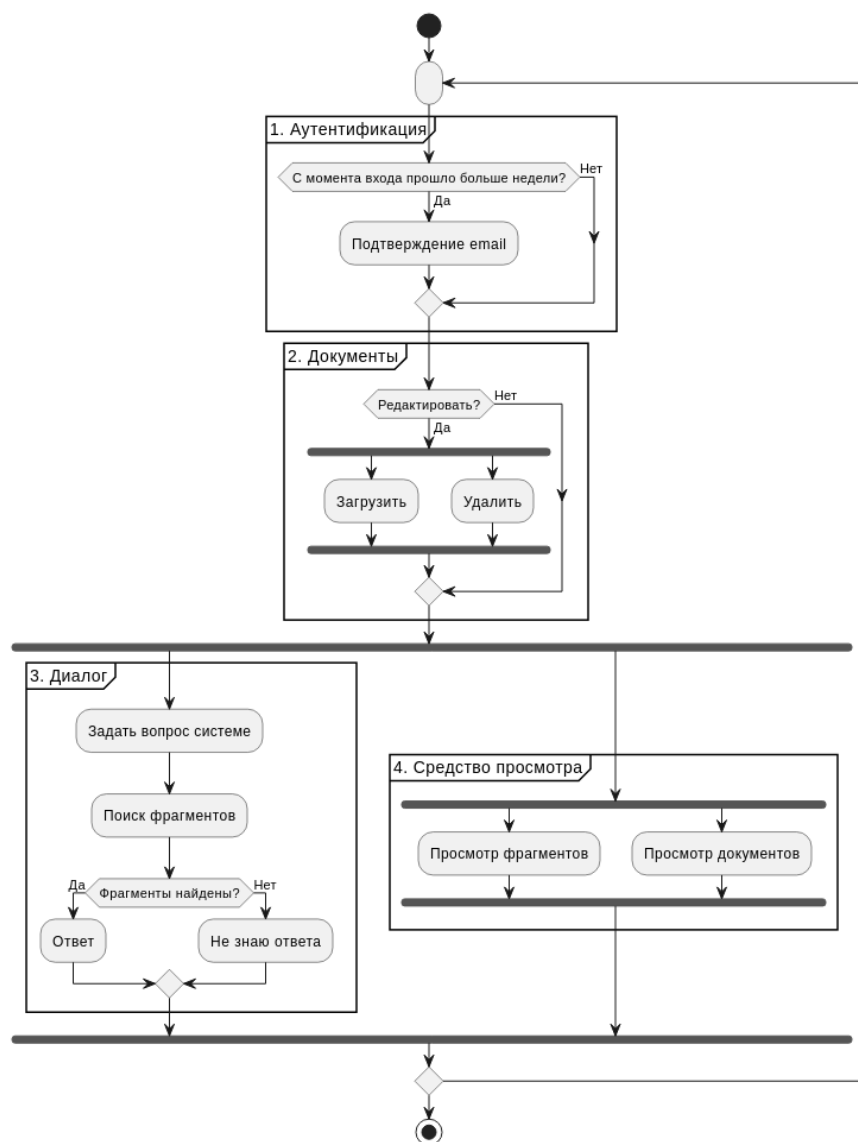 1. Аутентификация
С момента входа прошло больше недели?
Нет
Да
Подтверждение email
2. Документы
Редактировать?
Нет
Да
Загрузить
Удалить
3. Диалог
Задать вопрос системе
4. Средство просмотра
Поиск фрагментов
Просмотр фрагментов
Просмотр документов
Да
Фрагменты найдены?
Нет
Ответ
Не знаю ответа